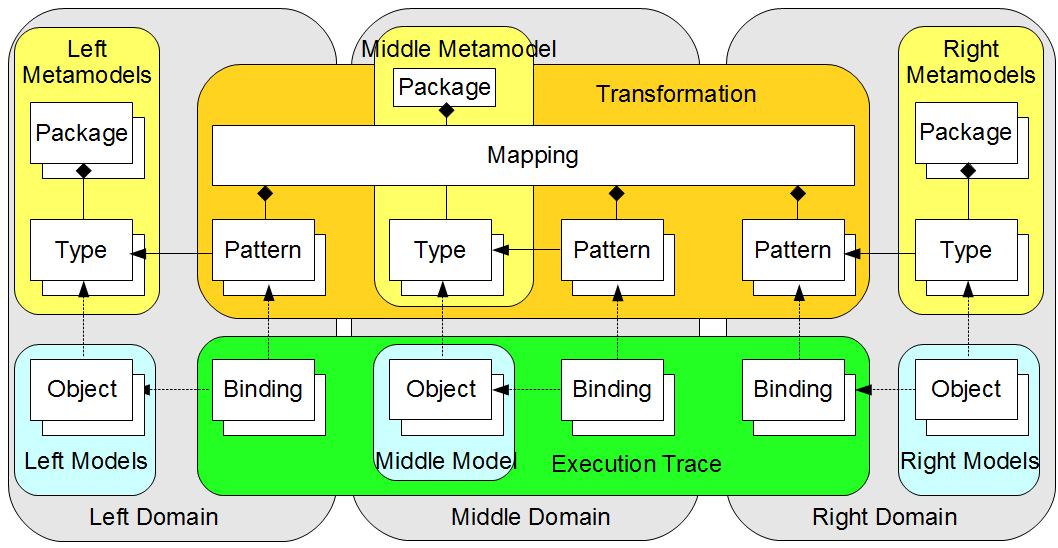 Left
Metamodels
Middle Metamodel
Right
Metamodels
Package
Transformation
Package
Package
Mapping
Type
Pattern
Type
Pattern
Pattern
Type
Object
Binding
Object
Binding
Binding
Object
Left Models
Middle Model
Execution Trace
Right Models
Left Domain
Middle Domain
Right Domain